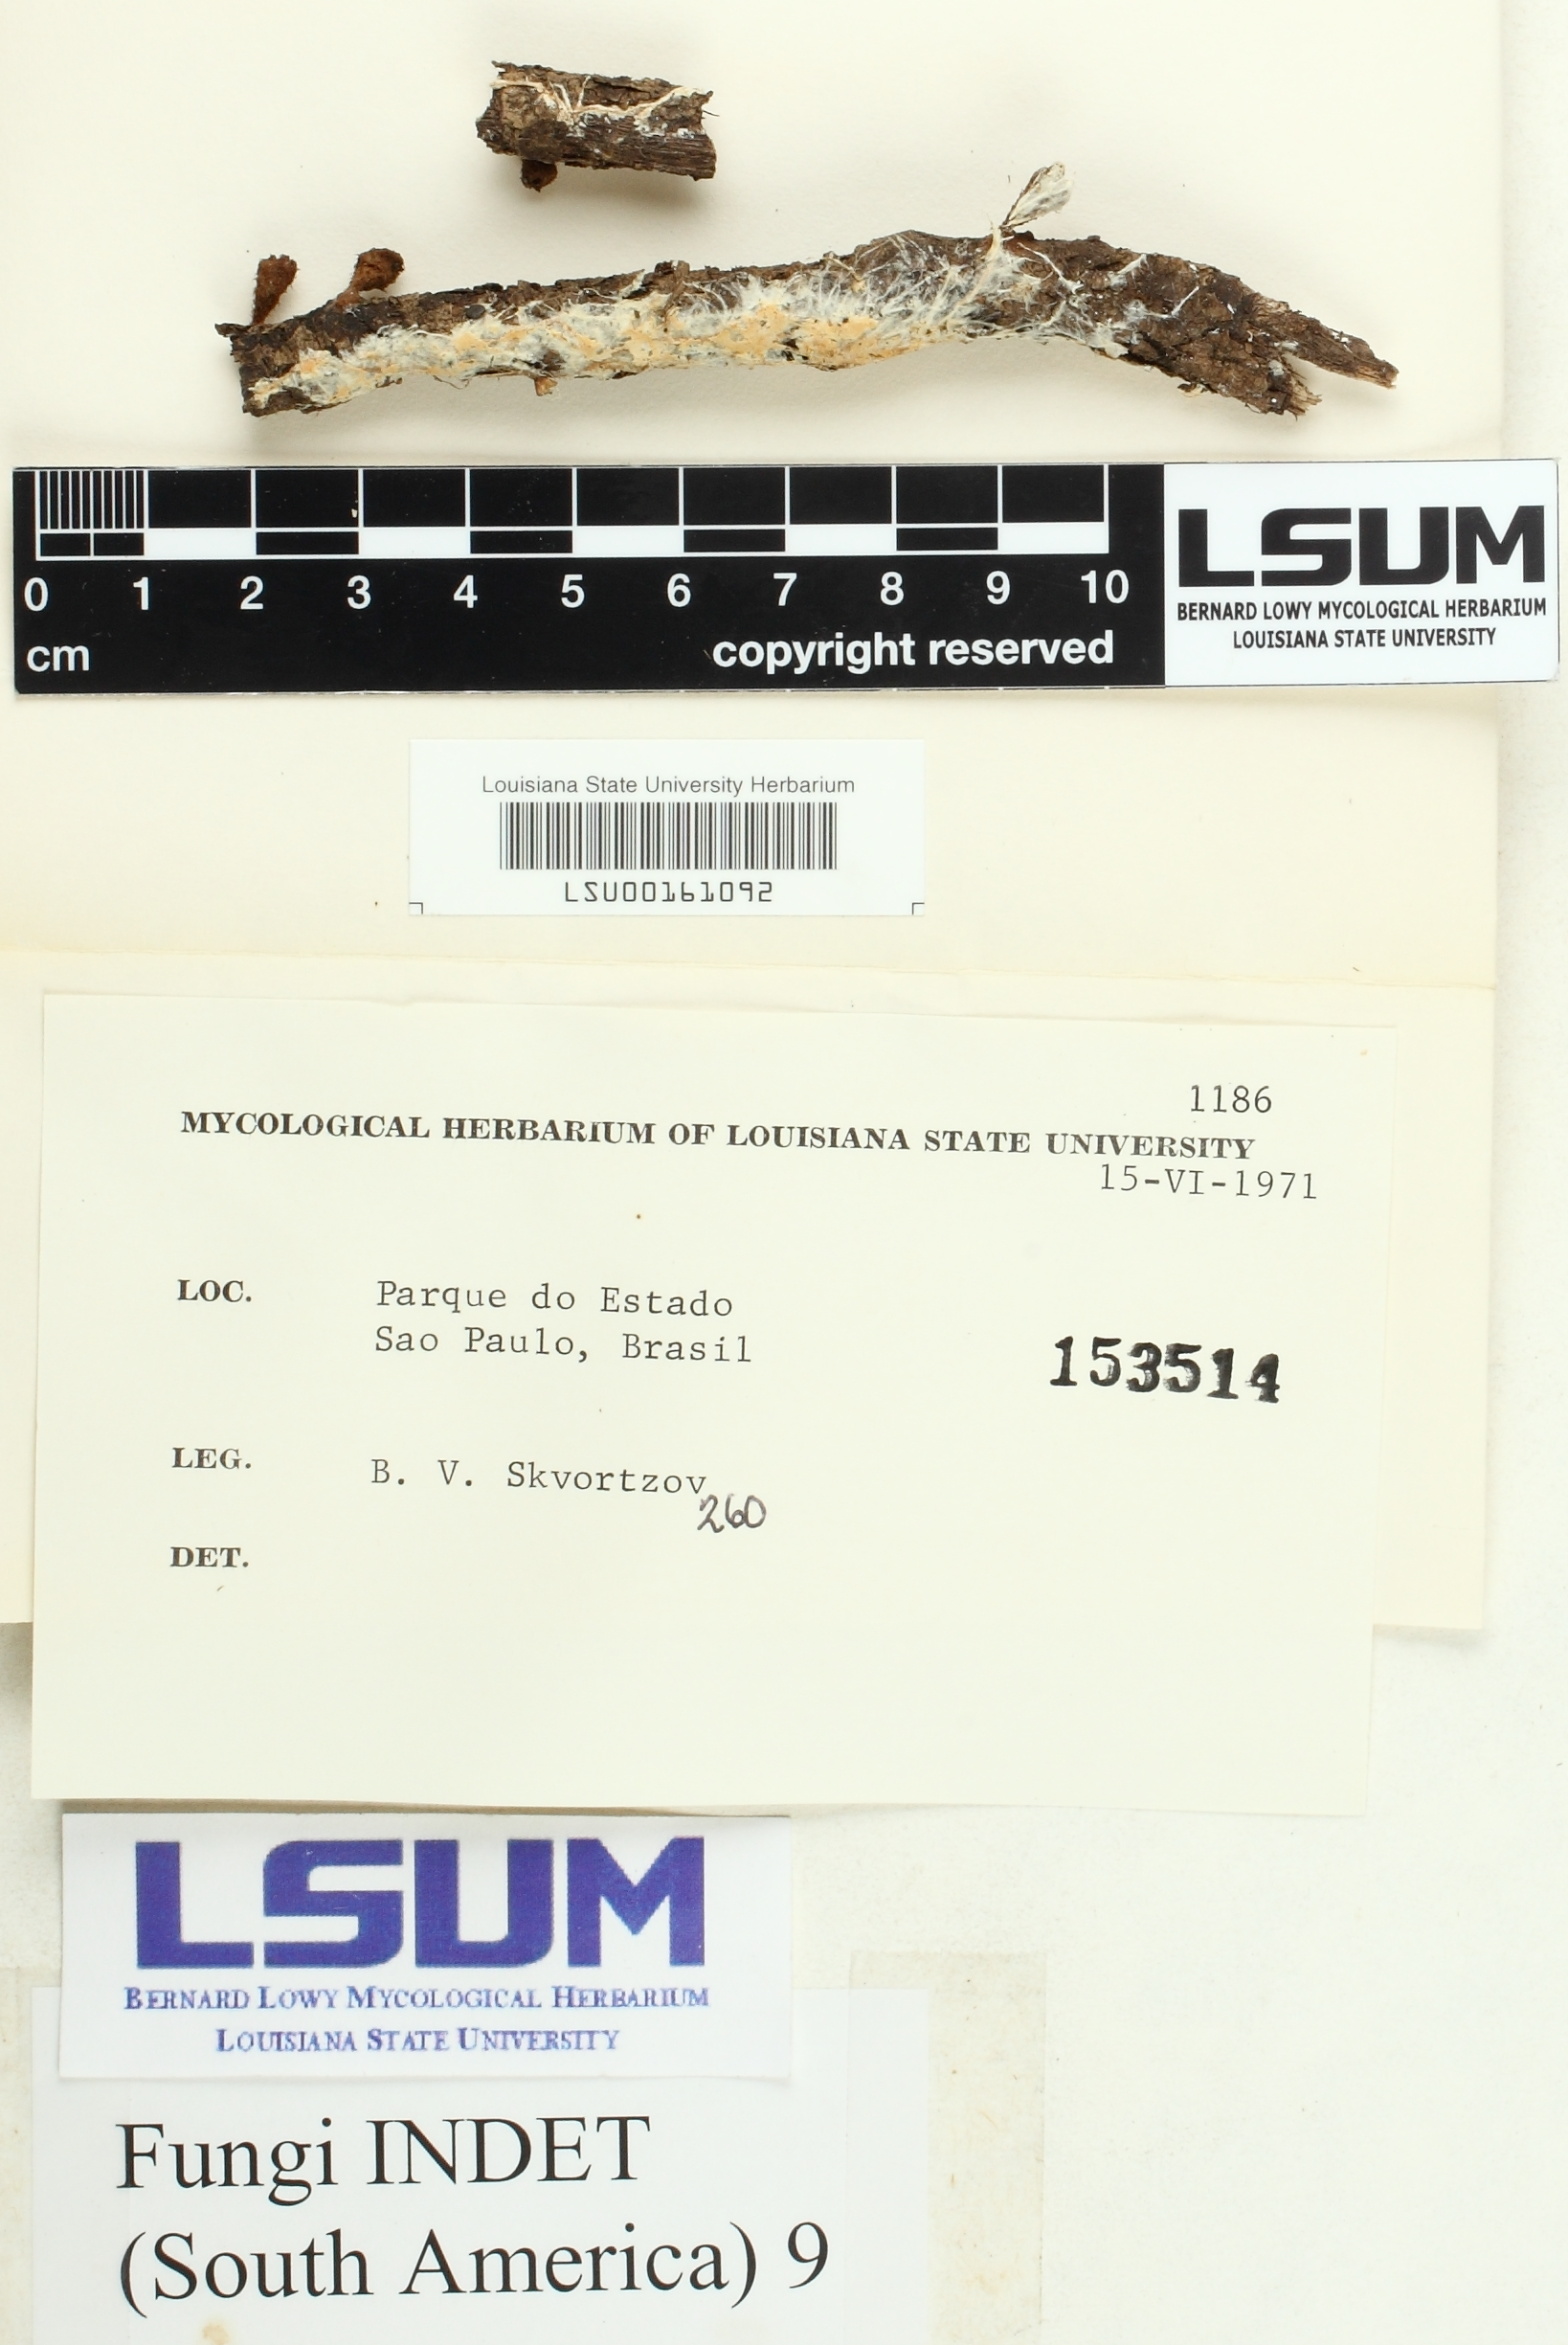 0 1 2 3 4 5 6 7 8 9 10
cm
copyright reserved
LSUM
BERNARD LOWY MYCOLOGICAL HERBARIUM
LOUISIANA STATE UNIVERSITY
Louisiana State University Herbarium
LSU00161092
1186
MYCOLOGICAL HERBARIUM OF LOUISIANA STATE UNIVERSITY
15-VI-1971
LOC. Parque do Estado
Sao Paulo, Brasil
153514
LEG. B. V. Skvortzov
260
DET.
LSUM
BERNARD LOWY MYCOLOGICAL HERBARIUM
LOUISIANA STATE UNIVERSITY
Fungi INDET
(South America) 9